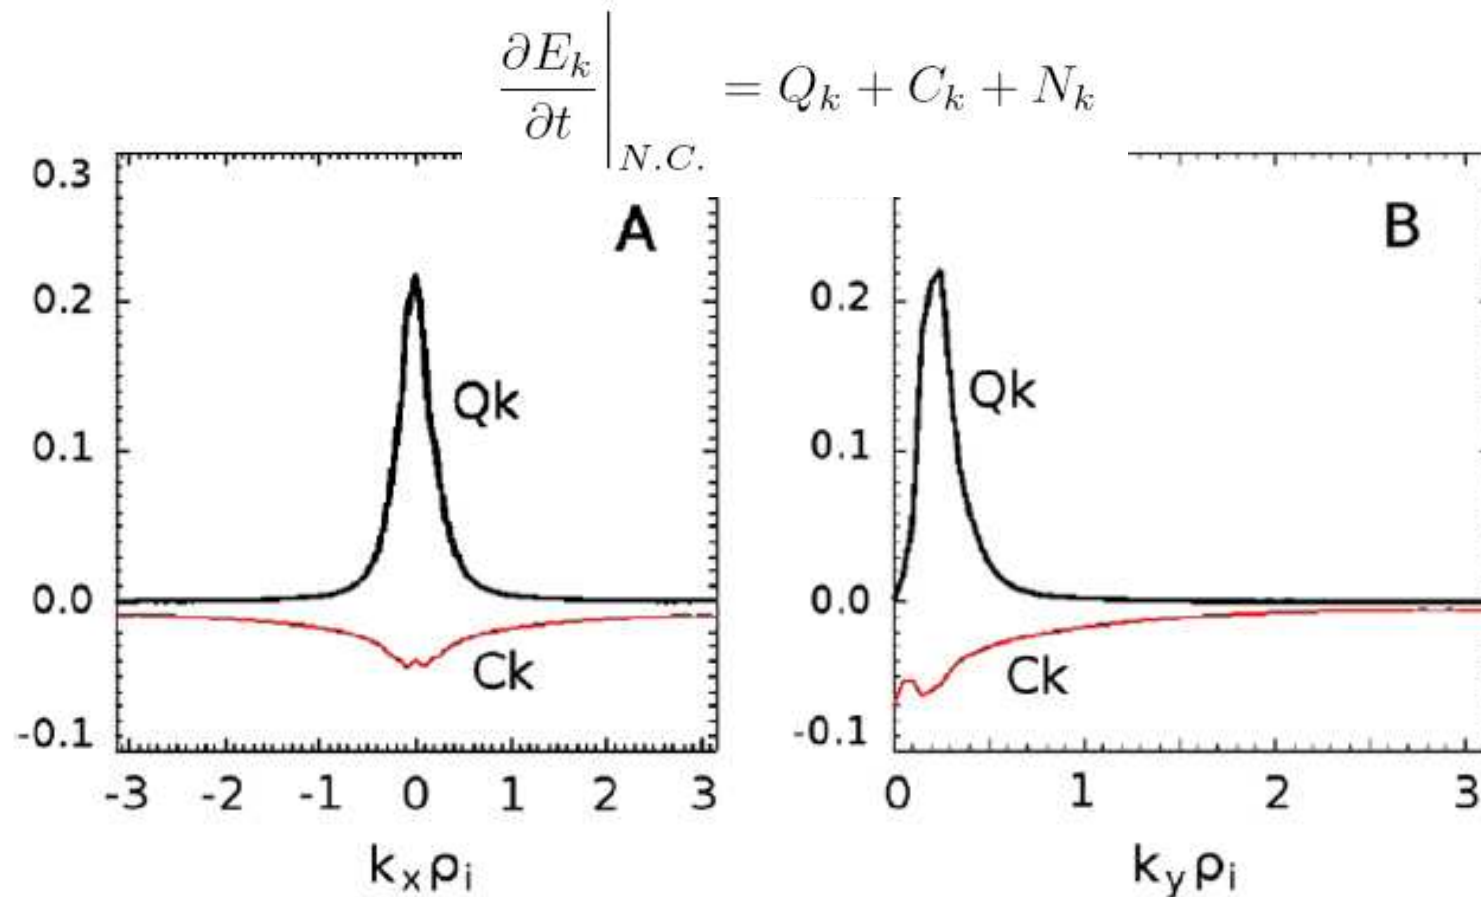 ∂E_k/∂t |_{N.C.} = Q_k + C_k + N_k
0.3
0.2
0.1
0.0
-0.1
A
Qk
Ck
-3 -2 -1 0 1 2 3
k_x ρ_i
0.2
0.1
0.0
-0.1
B
Qk
Ck
0 1 2 3
k_y ρ_i